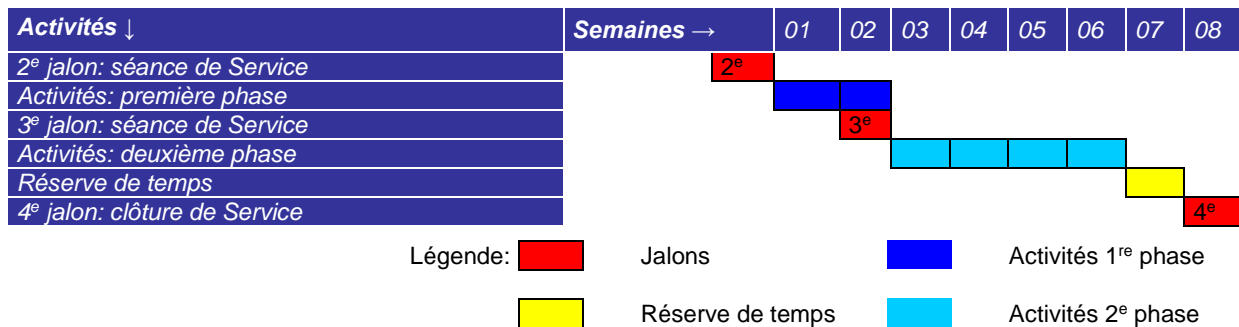 Activités ↓ Semaines → 01 02 03 04 05 06 07 08
2e jalon: séance de Service 2e
Activités: première phase
3e jalon: séance de Service 3e
Activités: deuxième phase
Réserve de temps
4e jalon: clôture de Service 4e
Légende: Jalons Activités 1re phase
Réserve de temps Activités 2e phase